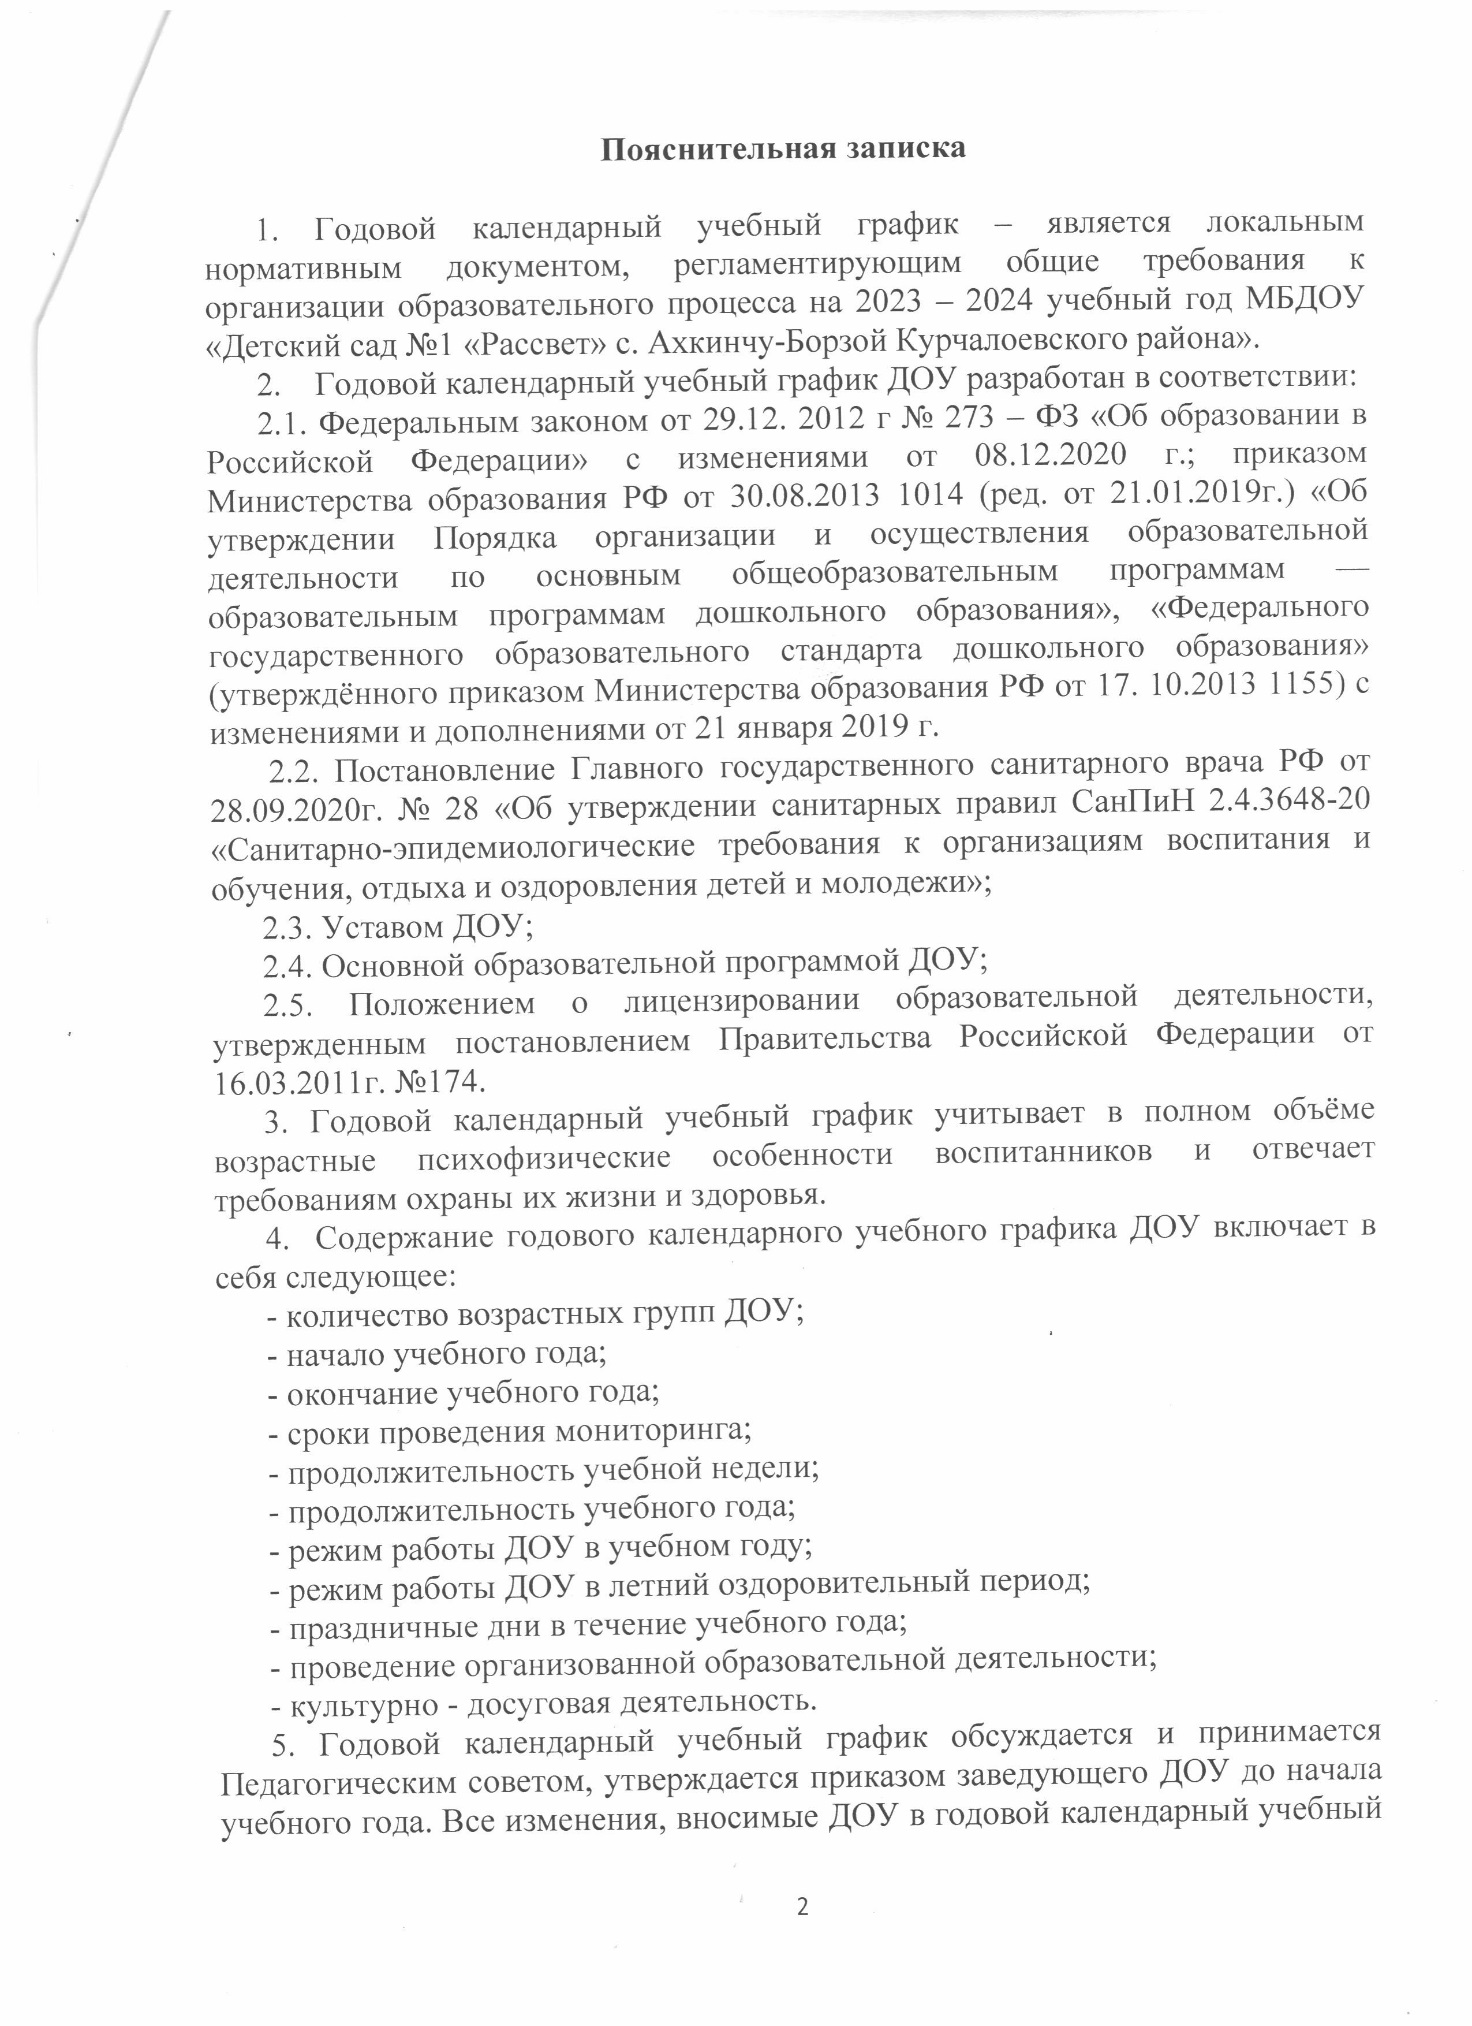 Пояснительная записка
1. Годовой календарный учебный график – является локальным
нормативным документом, регламентирующим общие требования к
организации образовательного процесса на 2023 – 2024 учебный год МБДОУ
«Детский сад №1 «Рассвет» с. Ахкинчу-Борзой Курчалоевского района».
2. Годовой календарный учебный график ДОУ разработан в соответствии:
2.1. Федеральным законом от 29.12. 2012 г № 273 – ФЗ «Об образовании в
Российской Федерации» с изменениями от 08.12.2020 г.; приказом
Министерства образования РФ от 30.08.2013 1014 (ред. от 21.01.2019г.) «Об
утверждении Порядка организации и осуществления образовательной
деятельности по основным общеобразовательным программам —
образовательным программам дошкольного образования», «Федерального
государственного образовательного стандарта дошкольного образования»
(утверждённого приказом Министерства образования РФ от 17. 10.2013 1155) с
изменениями и дополнениями от 21 января 2019 г.
2.2. Постановление Главного государственного санитарного врача РФ от
28.09.2020г. № 28 «Об утверждении санитарных правил СанПиН 2.4.3648-20
«Санитарно-эпидемиологические требования к организациям воспитания и
обучения, отдыха и оздоровления детей и молодежи»;
2.3. Уставом ДОУ;
2.4. Основной образовательной программой ДОУ;
2.5. Положением о лицензировании образовательной деятельности,
утвержденным постановлением Правительства Российской Федерации от
16.03.2011г. №174.
3. Годовой календарный учебный график учитывает в полном объёме
возрастные психофизические особенности воспитанников и отвечает
требованиям охраны их жизни и здоровья.
4. Содержание годового календарного учебного графика ДОУ включает в
себя следующее:
- количество возрастных групп ДОУ;
- начало учебного года;
- окончание учебного года;
- сроки проведения мониторинга;
- продолжительность учебной недели;
- продолжительность учебного года;
- режим работы ДОУ в учебном году;
- режим работы ДОУ в летний оздоровительный период;
- праздничные дни в течение учебного года;
- проведение организованной образовательной деятельности;
- культурно - досуговая деятельность.
5. Годовой календарный учебный график обсуждается и принимается
Педагогическим советом, утверждается приказом заведующего ДОУ до начала
учебного года. Все изменения, вносимые ДОУ в годовой календарный учебный
2